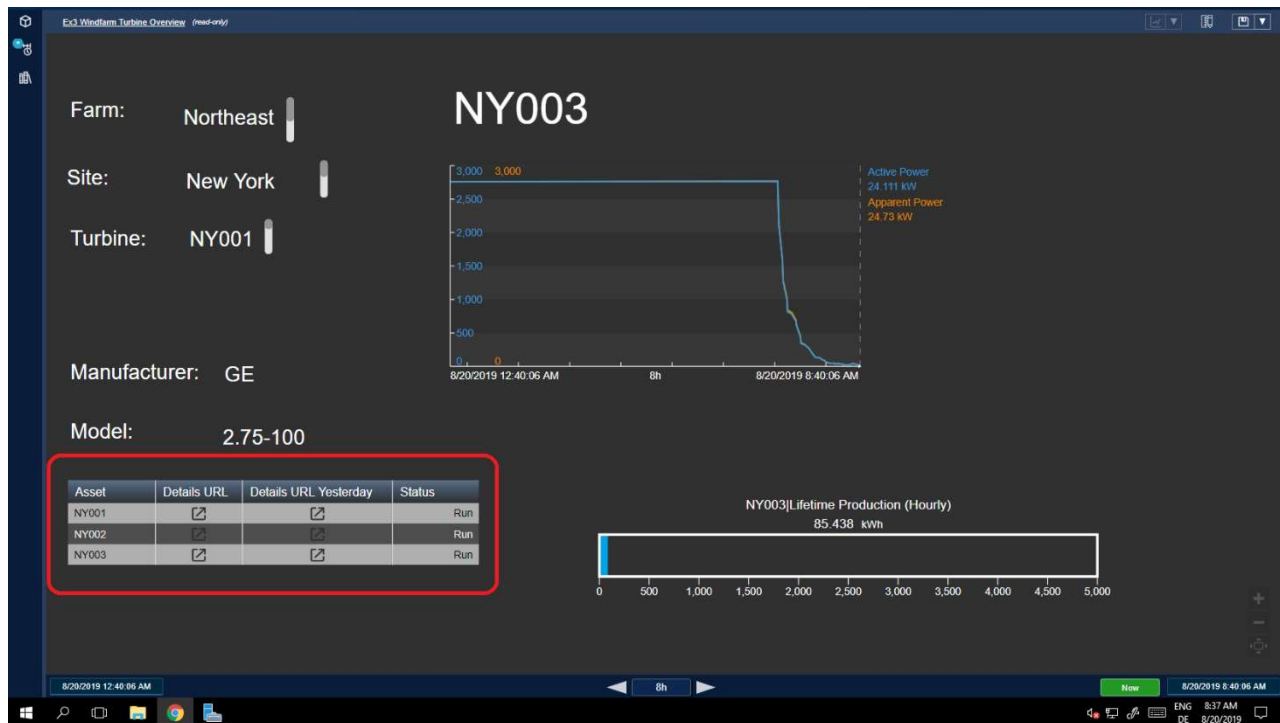 Ex3 Windfarm Turbine Overview (read-only)
Farm: Northeast
NY003
Site: New York
Turbine: NY001
3,000 3,000
2,500
2,000
1,500
1,000
500
0 0
8/20/2019 12:40:06 AM 8h 8/20/2019 8:40:06 AM
Active Power
24.111 kW
Apparent Power
24.73 kW
Manufacturer: GE
Model: 2.75-100
Asset Details URL Details URL Yesterday Status
NY001 Run
NY002 Run
NY003 Run
NY003|Lifetime Production (Hourly)
85.438 kWh
0 500 1,000 1,500 2,000 2,500 3,000 3,500 4,000 4,500 5,000
8/20/2019 12:40:06 AM 8h Now 8/20/2019 8:40:06 AM
ENG 8:37 AM
DE 8/20/2019